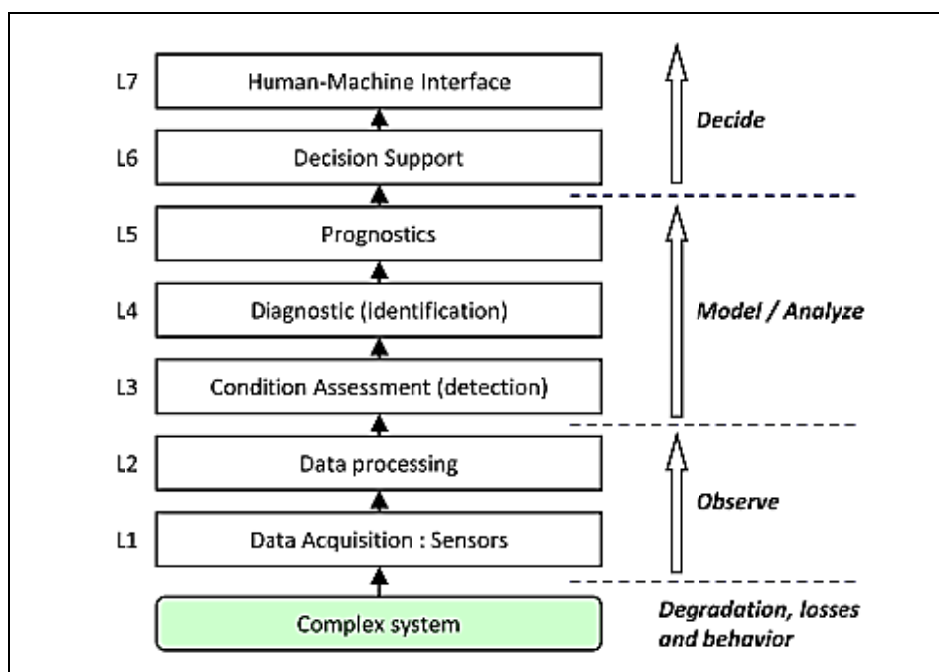 L7 Human-Machine Interface
Decide
L6 Decision Support
L5 Prognostics
L4 Diagnostic (Identification)
Model / Analyze
L3 Condition Assessment (detection)
L2 Data processing
Observe
L1 Data Acquisition : Sensors
Complex system
Degradation, losses
and behavior